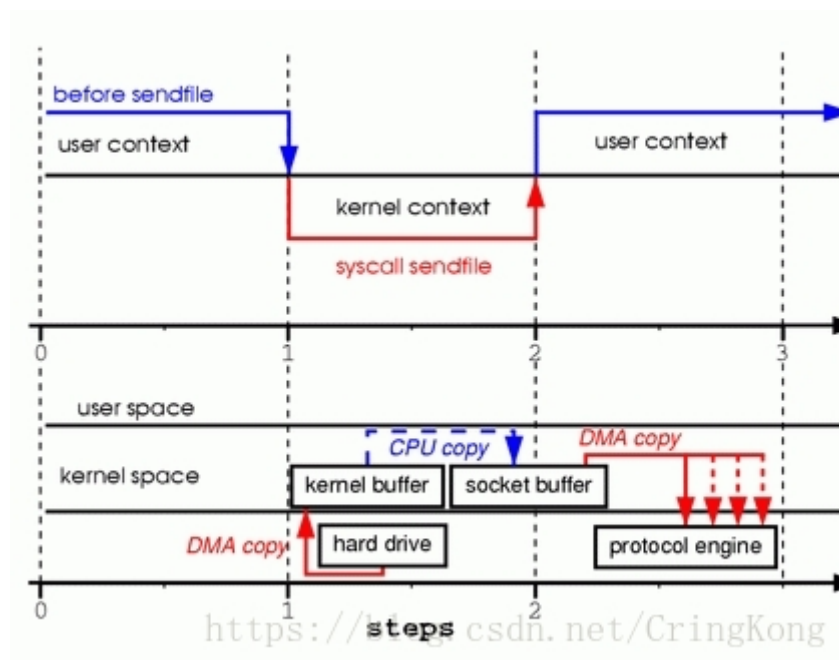 before sendfile
user context
user context
kernel context
syscall sendfile
0 1 2 3
user space
CPU copy
DMA copy
kernel space
kernel buffer
socket buffer
DMA copy
hard drive
protocol engine
0 1 2
steps
https://blog.csdn.net/CringKong